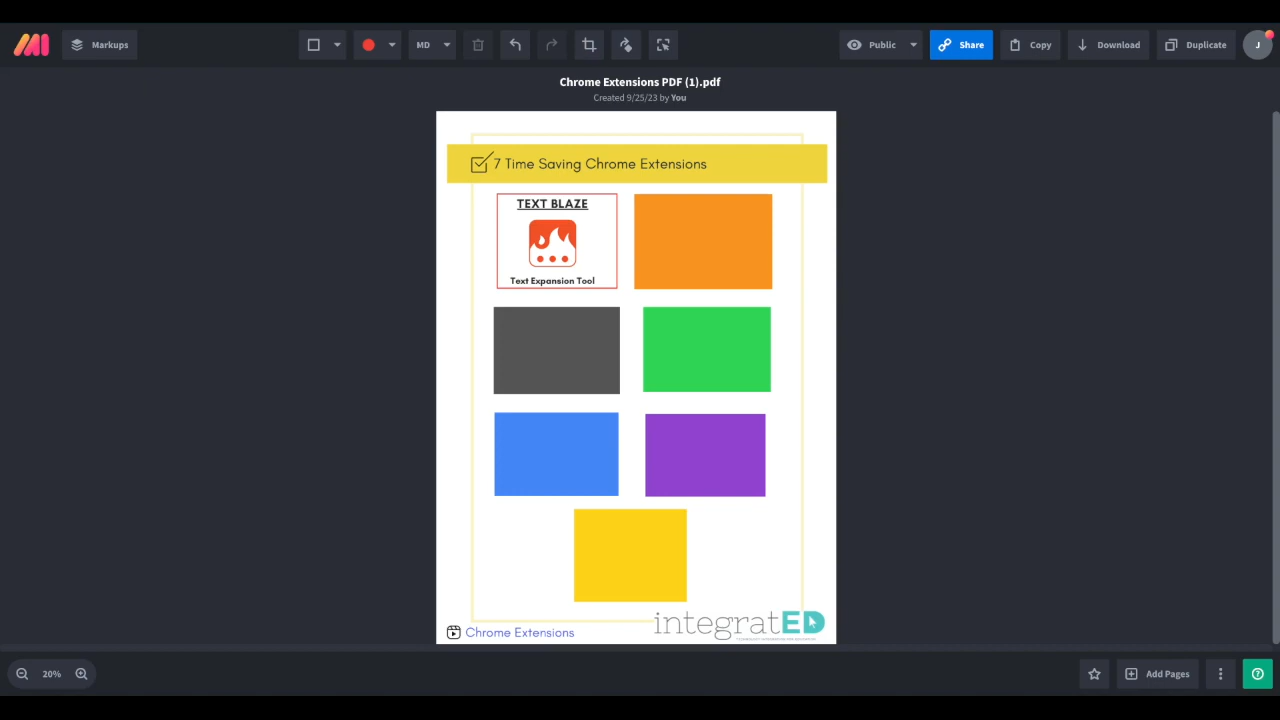 Markups
MD
Public
Share
Copy
Download
Duplicate
J
Chrome Extensions PDF (1).pdf
Created 9/25/23 by You
7 Time Saving Chrome Extensions
TEXT BLAZE
Text Expansion Tool
integratED
Chrome Extensions
20%
Add Pages